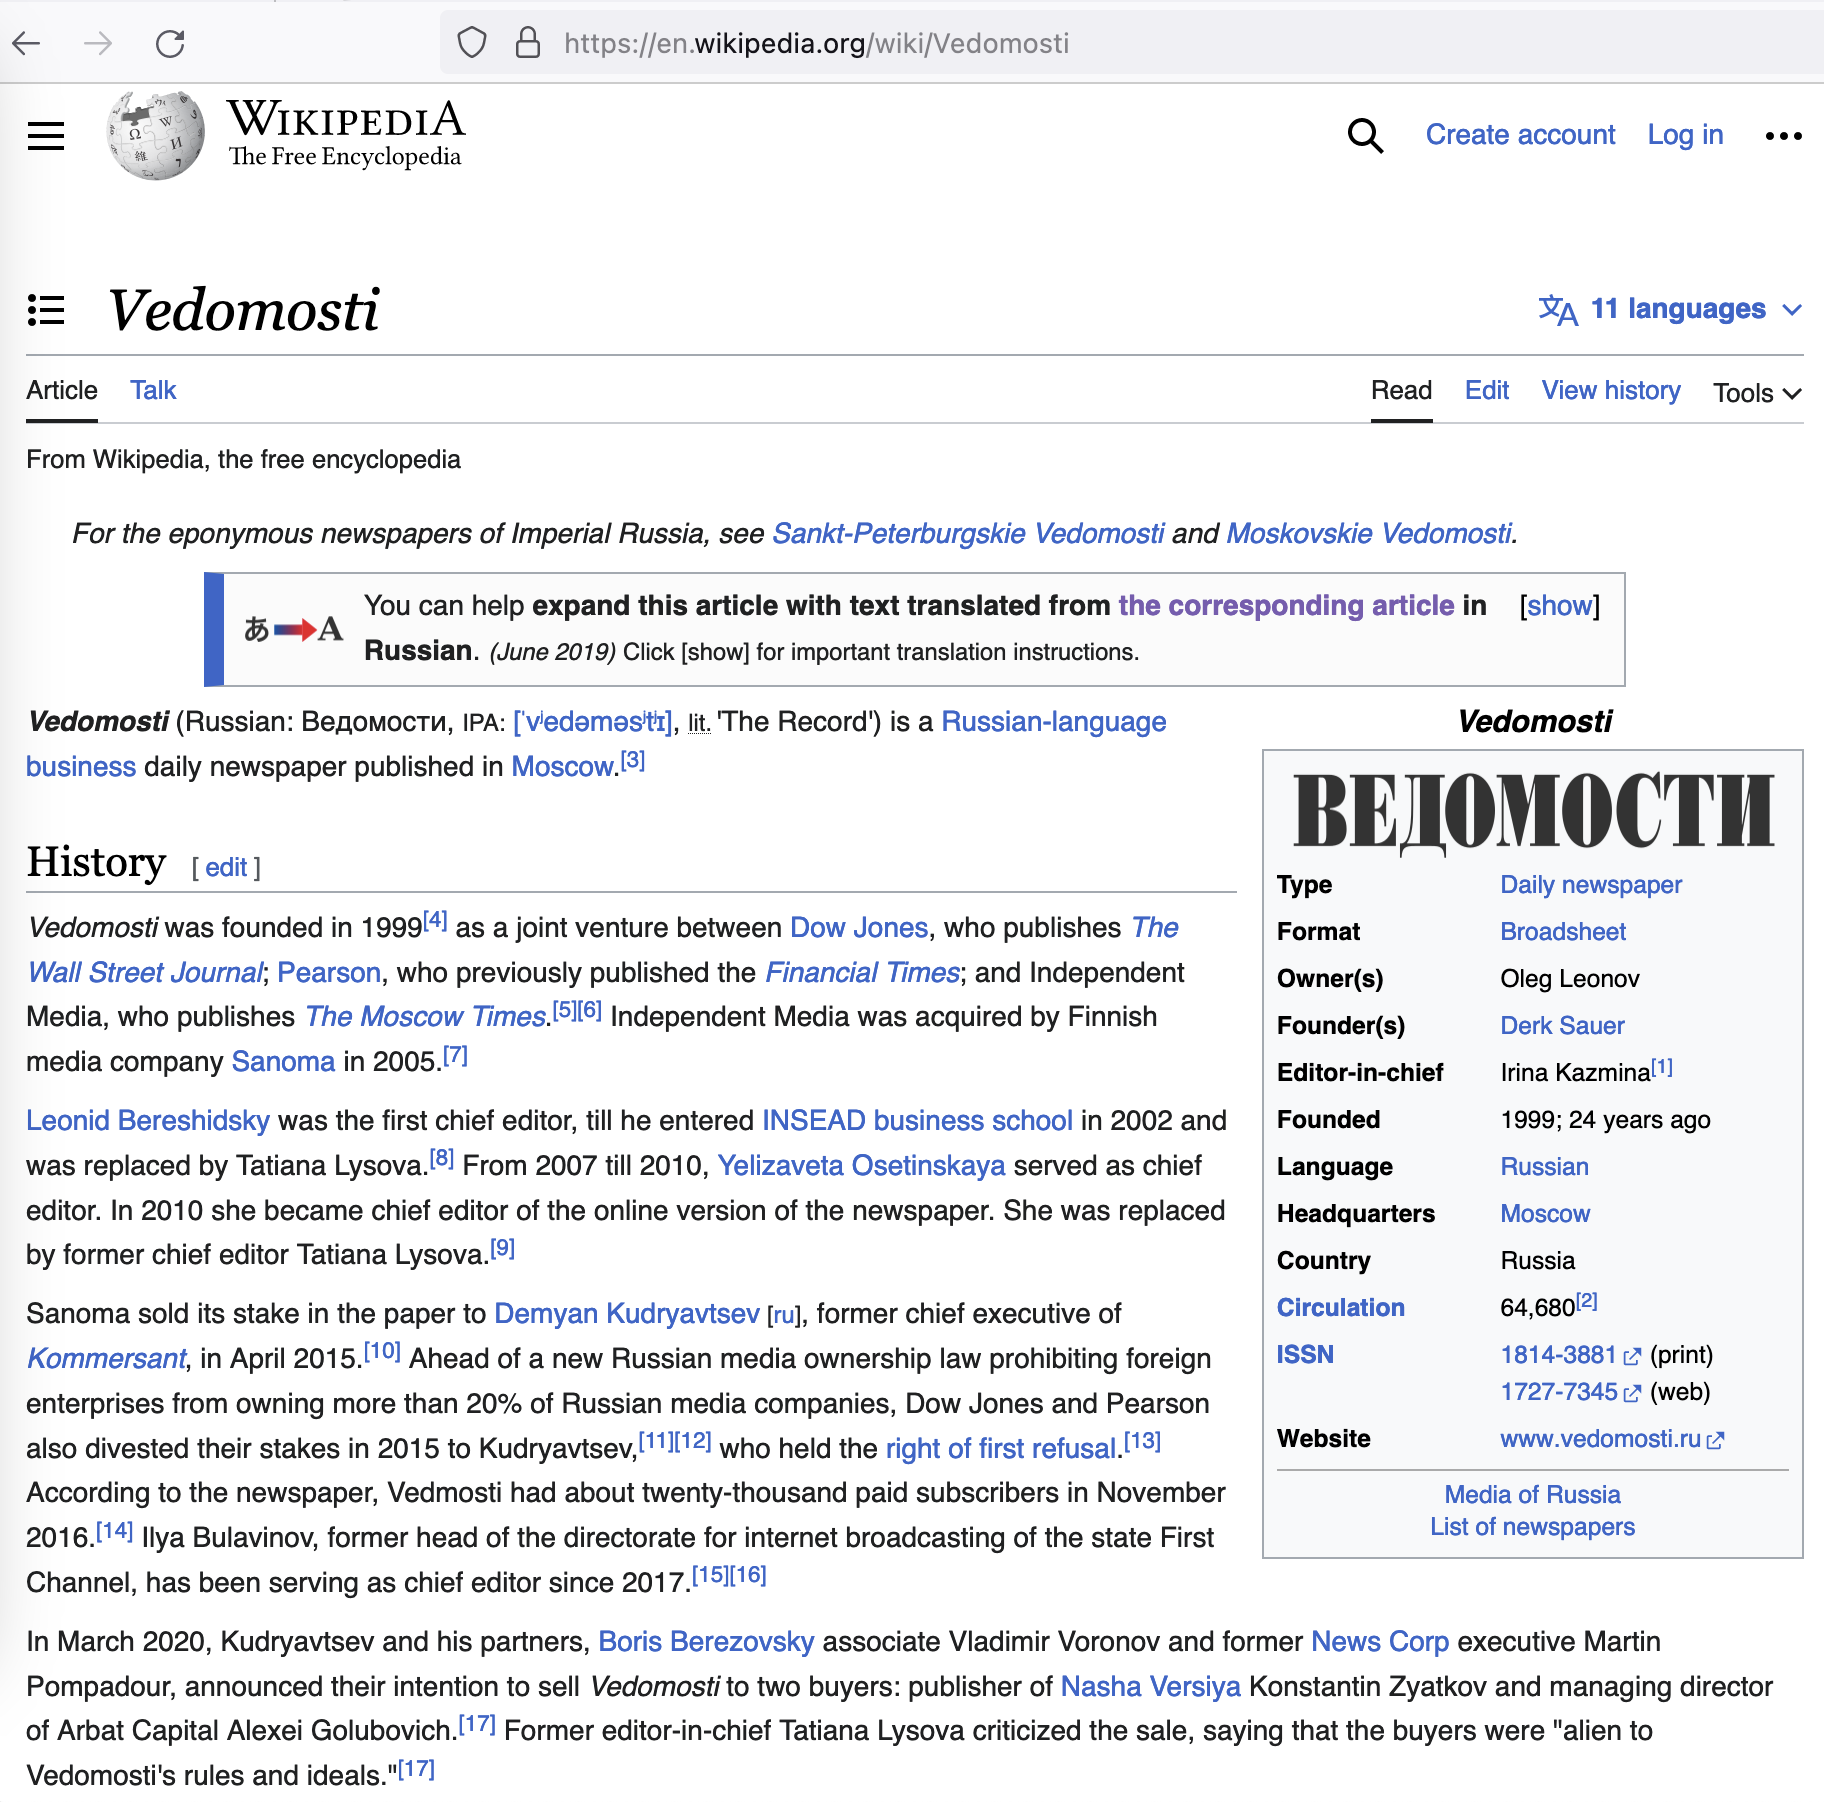 https://en.wikipedia.org/wiki/Vedomosti
WIKIPEDIA
The Free Encyclopedia
Create account Log in
Vedomosti
11 languages
Article Talk
Read Edit View history Tools
From Wikipedia, the free encyclopedia
For the eponymous newspapers of Imperial Russia, see Sankt-Peterburgskie Vedomosti and Moskovskie Vedomosti.
あ A
You can help expand this article with text translated from the corresponding article in [show]
Russian. (June 2019) Click [show] for important translation instructions.
Vedomosti (Russian: Ведомости, IPA: [ˈvʲedəməsʲtʲɪ], lit. 'The Record') is a Russian-language
business daily newspaper published in Moscow.[3]
History [ edit ]
Vedomosti was founded in 1999[4] as a joint venture between Dow Jones, who publishes The
Wall Street Journal; Pearson, who previously published the Financial Times; and Independent
Media, who publishes The Moscow Times.[5][6] Independent Media was acquired by Finnish
media company Sanoma in 2005.[7]
Leonid Bereshidsky was the first chief editor, till he entered INSEAD business school in 2002 and
was replaced by Tatiana Lysova.[8] From 2007 till 2010, Yelizaveta Osetinskaya served as chief
editor. In 2010 she became chief editor of the online version of the newspaper. She was replaced
by former chief editor Tatiana Lysova.[9]
Sanoma sold its stake in the paper to Demyan Kudryavtsev [ru], former chief executive of
Kommersant, in April 2015.[10] Ahead of a new Russian media ownership law prohibiting foreign
enterprises from owning more than 20% of Russian media companies, Dow Jones and Pearson
also divested their stakes in 2015 to Kudryavtsev,[11][12] who held the right of first refusal.[13]
According to the newspaper, Vedmosti had about twenty-thousand paid subscribers in November
2016.[14] Ilya Bulavinov, former head of the directorate for internet broadcasting of the state First
Channel, has been serving as chief editor since 2017.[15][16]
In March 2020, Kudryavtsev and his partners, Boris Berezovsky associate Vladimir Voronov and former News Corp executive Martin
Pompadour, announced their intention to sell Vedomosti to two buyers: publisher of Nasha Versiya Konstantin Zyatkov and managing director
of Arbat Capital Alexei Golubovich.[17] Former editor-in-chief Tatiana Lysova criticized the sale, saying that the buyers were "alien to
Vedomosti's rules and ideals."[17]
Vedomosti
ВЕДОМОСТИ
Type Daily newspaper
Format Broadsheet
Owner(s) Oleg Leonov
Founder(s) Derk Sauer
Editor-in-chief Irina Kazmina[1]
Founded 1999; 24 years ago
Language Russian
Headquarters Moscow
Country Russia
Circulation 64,680[2]
ISSN 1814-3881 (print)
1727-7345 (web)
Website www.vedomosti.ru
Media of Russia
List of newspapers